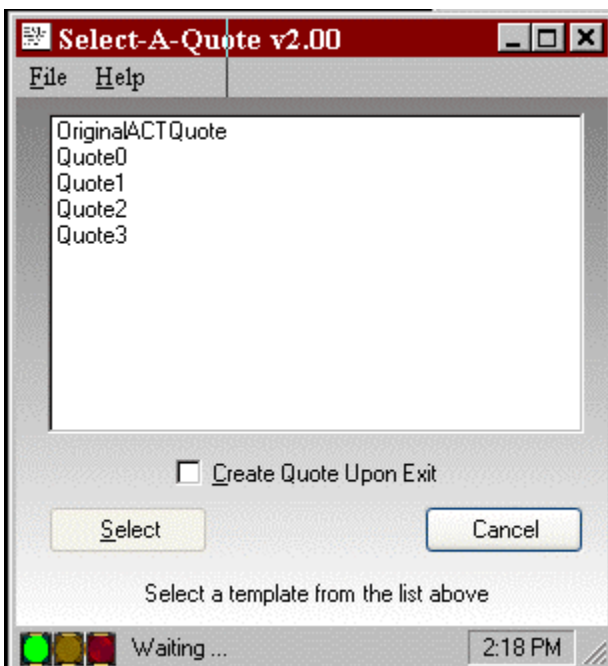 Select-A-Quote v2.00
File Help
OriginalACTQuote
Quote0
Quote1
Quote2
Quote3
Create Quote Upon Exit
Select Cancel
Select a template from the list above
Waiting ... 2:18 PM